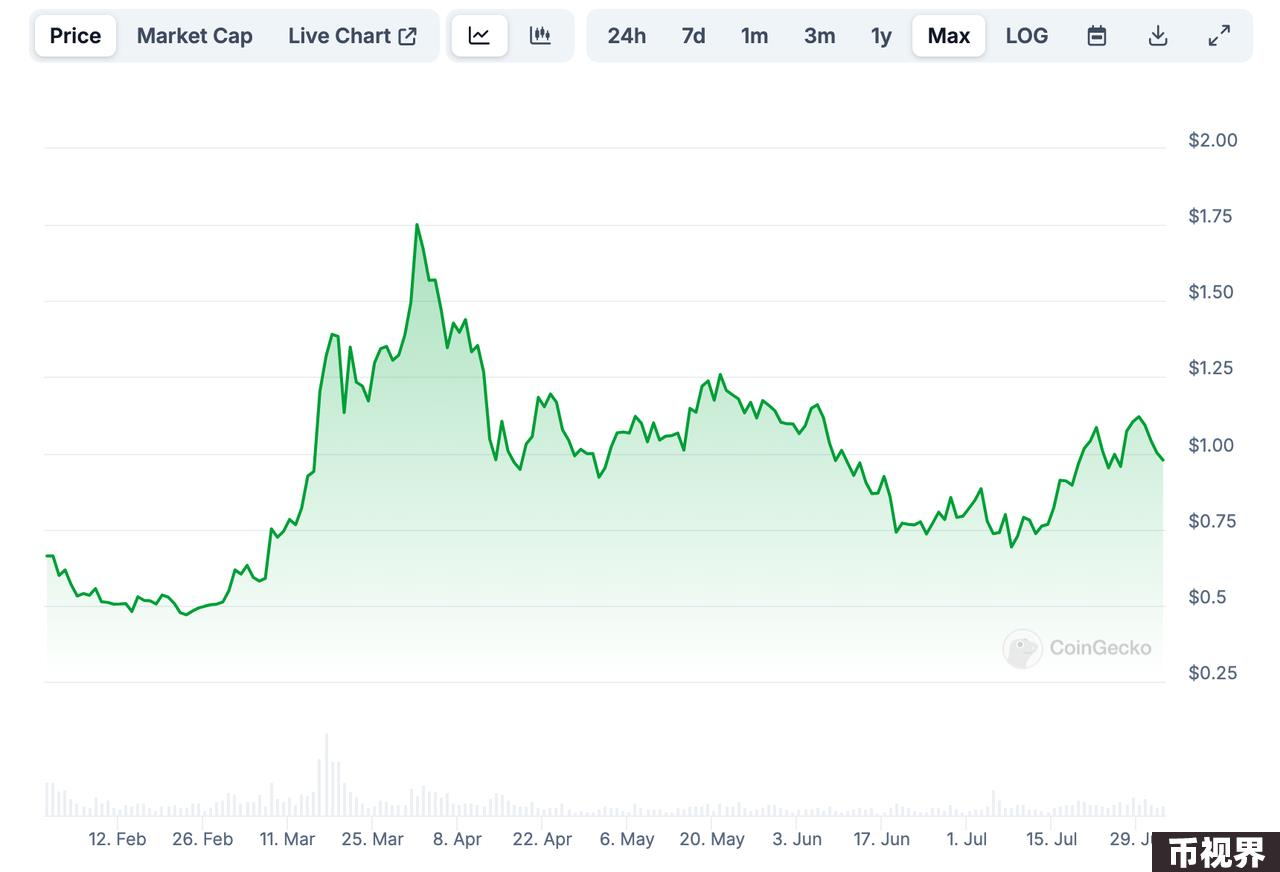 Price Market Cap Live Chart 24h 7d 1m 3m 1y Max LOG
$2.00
$1.75
$1.50
$1.25
$1.00
$0.75
$0.5
CoinGecko
$0.25
12. Feb 26. Feb 11. Mar 25. Mar 8. Apr 22. Apr 6. May 20. May 3. Jun 17. Jun 1. Jul 15. Jul 29.
币视界